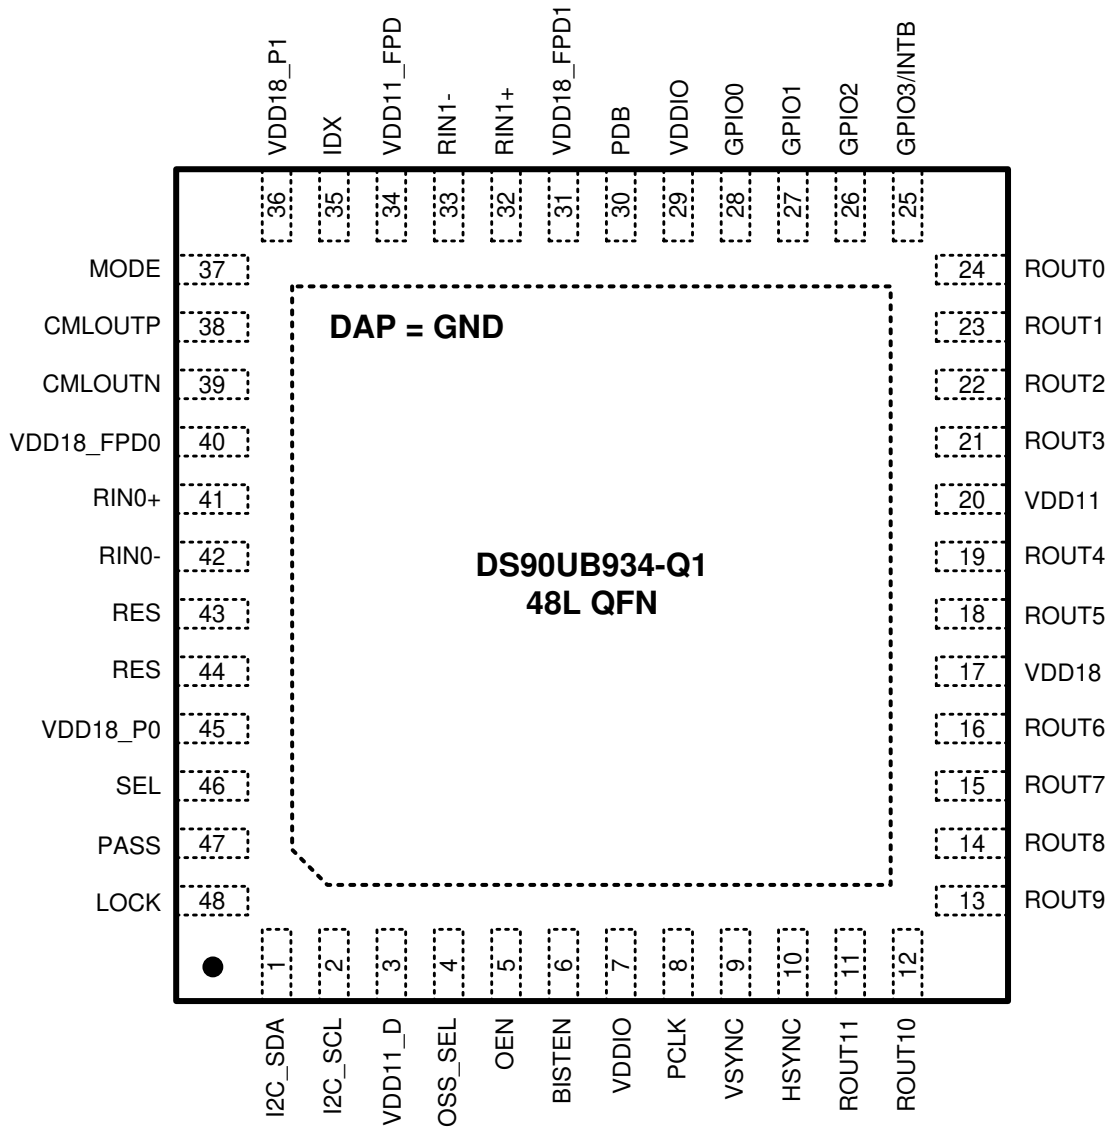 VDD18_P1
IDX
VDD11_FPD
RIN1-
RIN1+
VDD18_FPD1
PDB
VDDIO
GPIO0
GPIO1
GPIO2
GPIO3/INTB
36
35
34
33
32
31
30
29
28
27
26
25
MODE 37
CMLOUTP 38
CMLOUTN 39
VDD18_FPD0 40
RIN0+ 41
RIN0- 42
RES 43
RES 44
VDD18_P0 45
SEL 46
PASS 47
LOCK 48
DAP = GND
DS90UB934-Q1
48L QFN
24 ROUT0
23 ROUT1
22 ROUT2
21 ROUT3
20 VDD11
19 ROUT4
18 ROUT5
17 VDD18
16 ROUT6
15 ROUT7
14 ROUT8
13 ROUT9
1
2
3
4
5
6
7
8
9
10
11
12
I2C_SDA
I2C_SCL
VDD11_D
OSS_SEL
OEN
BISTEN
VDDIO
PCLK
VSYNC
HSYNC
ROUT11
ROUT10